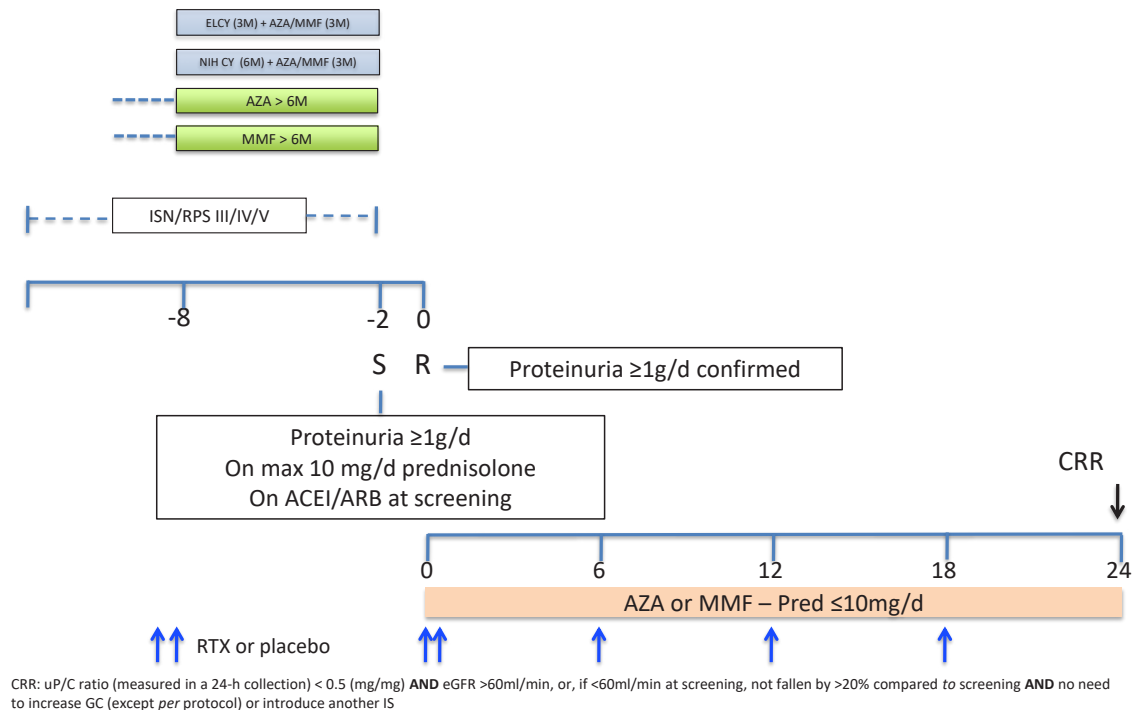 ELCY (3M) + AZA/MMF (3M)
NIH CY (6M) + AZA/MMF (3M)
AZA > 6M
MMF > 6M
ISN/RPS III/IV/V
-8 -2 0
S R
Proteinuria ≥1g/d confirmed
Proteinuria ≥1g/d
On max 10 mg/d prednisolone
On ACEI/ARB at screening
CRR
0 6 12 18 24
AZA or MMF – Pred ≤10mg/d
RTX or placebo
CRR: uP/C ratio (measured in a 24-h collection) < 0.5 (mg/mg) AND eGFR >60ml/min, or, if <60ml/min at screening, not fallen by >20% compared to screening AND no need
to increase GC (except per protocol) or introduce another IS